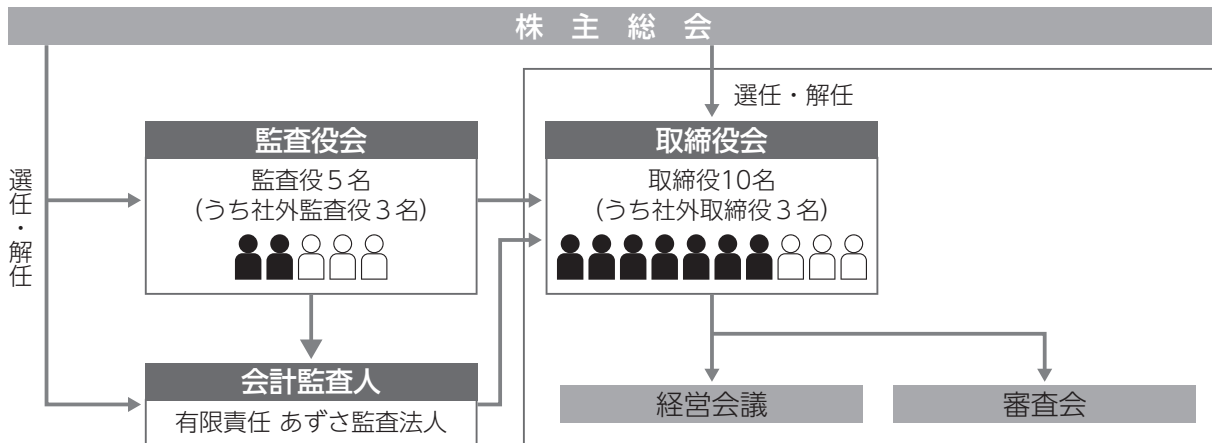 株主総会
選任・解任
選任・解任
監査役会
監査役5名
(うち社外監査役3名)
取締役会
取締役10名
(うち社外取締役3名)
会計監査人
有限責任 あずさ監査法人
経営会議
審査会